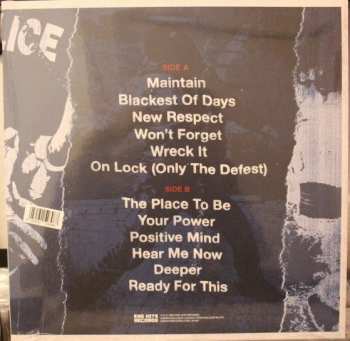 ICE
SIDE A
Maintain
Blackest Of Days
New Respect
Won't Forget
Wreck It
On Lock (Only The Defest)
SIDE B
The Place To Be
Your Power
Positive Mind
Hear Me Now
Deeper
Ready For This
RECORDS